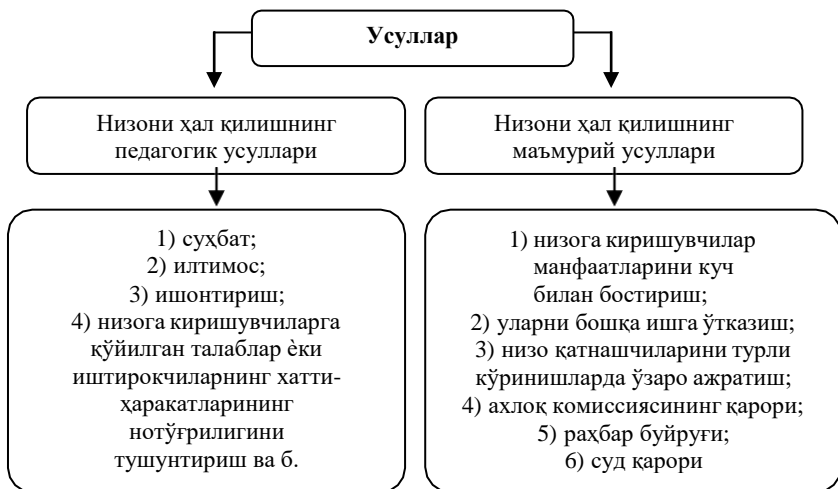 Усуллар
Низони ҳал қилишнинг
педагогик усуллари
Низони ҳал қилишнинг
маъмурий усуллари
1) суҳбат;
2) илтимос;
3) ишонтириш;
4) низога киришувчиларга
қўйилган талаблар ѐки
иштирокчиларнинг хатти-
ҳаракатларининг
нотўғрилигини
тушунтириш ва б.
1) низога киришувчилар
манфаатларини куч
билан бостириш;
2) уларни бошқа ишга ўтказиш;
3) низо қатнашчиларини турли
кўринишларда ўзаро ажратиш;
4) ахлоқ комиссиясининг қарори;
5) раҳбар буйруғи;
6) суд қарори